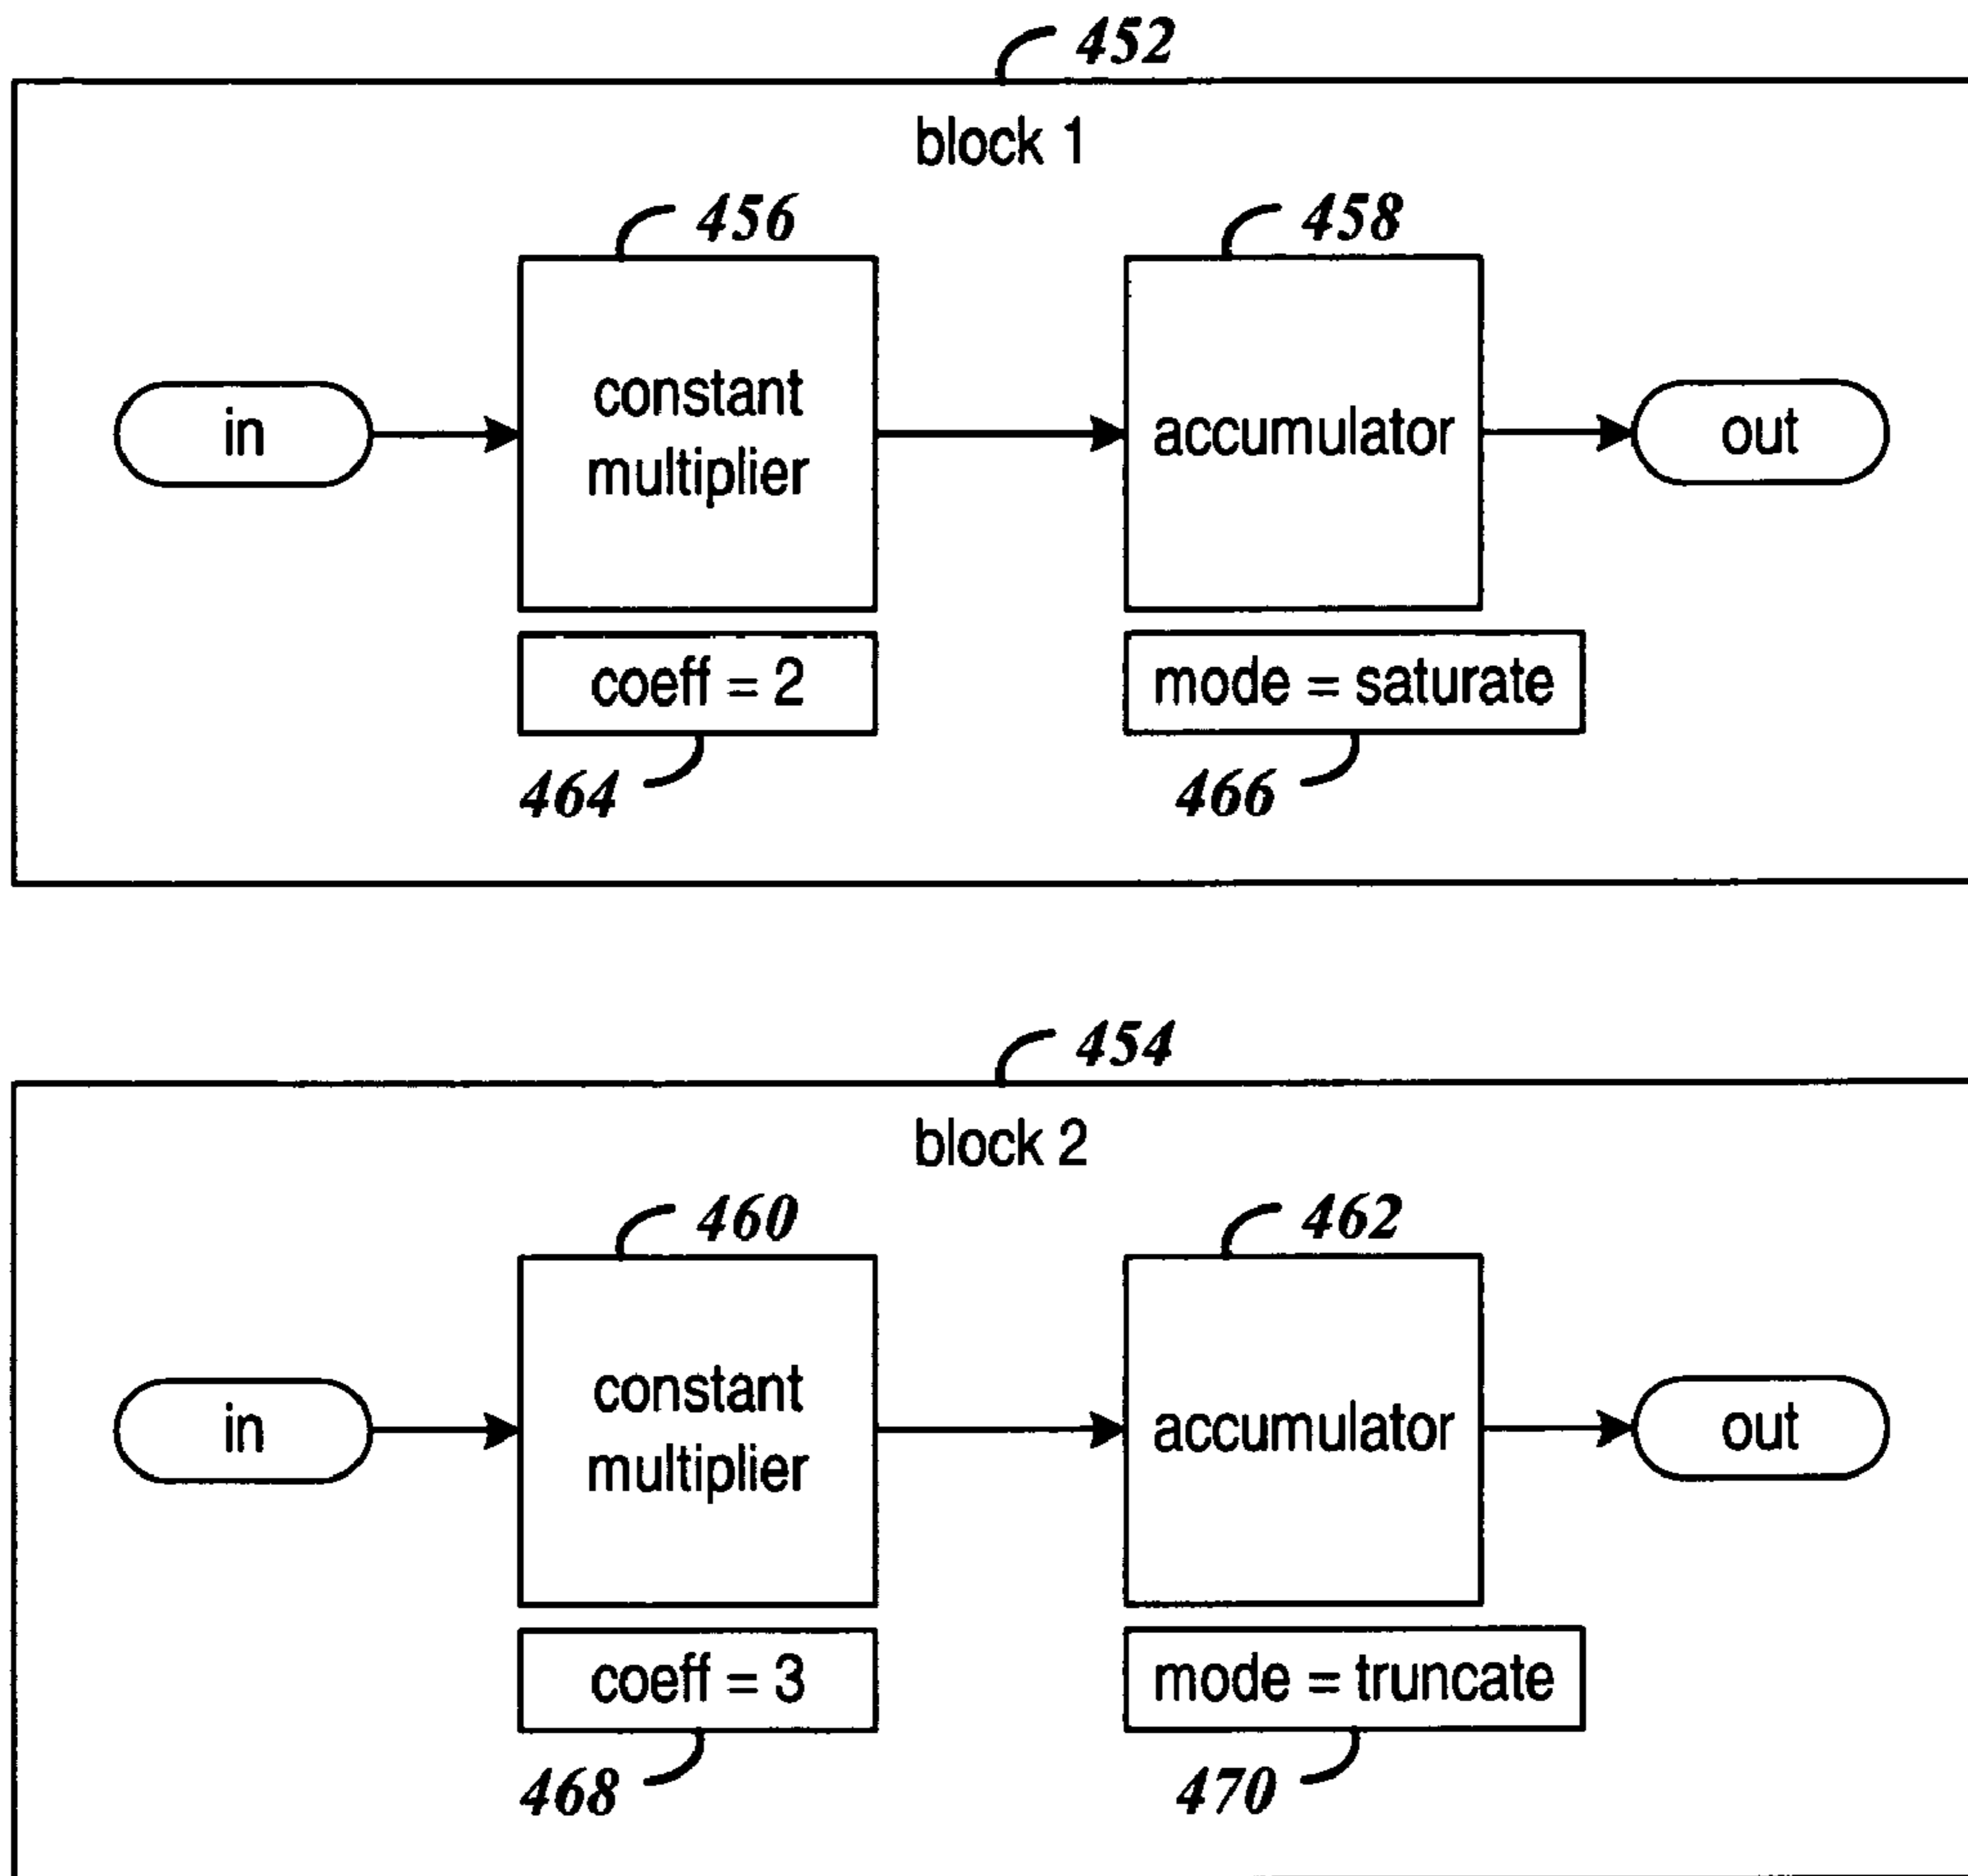 452
block 1
456
458
in
constant
multiplier
accumulator
out
coeff = 2
mode = saturate
464
466
454
block 2
460
462
in
constant
multiplier
accumulator
out
coeff = 3
mode = truncate
468
470